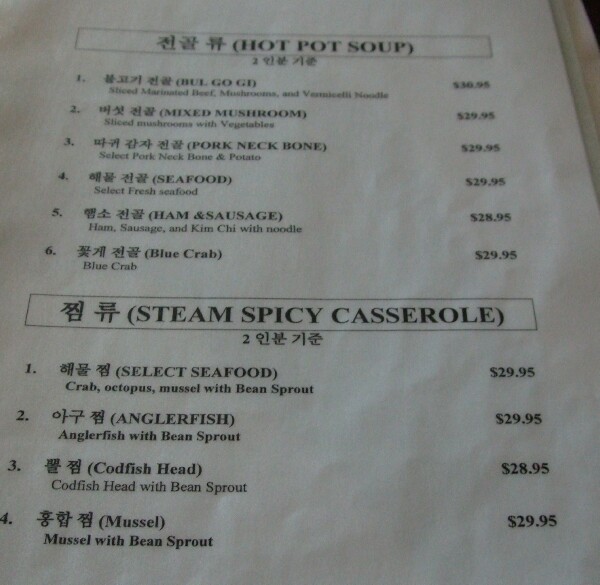 전골 류 (HOT POT SOUP)
2 인분 기준
1. 불고기 전골 (BUL GO GI) $30.95
Sliced Marinated Beef, Mushrooms, and Vermicelli Noodle
2. 버섯 전골 (MIXED MUSHROOM) $29.95
Sliced mushrooms with Vegetables
3. 따귀 감자 전골 (PORK NECK BONE) $29.95
Select Pork Neck Bone & Potato
4. 해물 전골 (SEAFOOD) $29.95
Select Fresh seafood
5. 햄소 전골 (HAM &SAUSAGE) $28.95
Ham, Sausage, and Kim Chi with noodle
6. 꽃게 전골 (Blue Crab) $29.95
Blue Crab
찜 류 (STEAM SPICY CASSEROLE)
2 인분 기준
1. 해물 찜 (SELECT SEAFOOD) $29.95
Crab, octopus, mussel with Bean Sprout
2. 아구 찜 (ANGLERFISH) $29.95
Anglerfish with Bean Sprout
3. 뽈 찜 (Codfish Head) $28.95
Codfish Head with Bean Sprout
4. 홍합 찜 (Mussel) $29.95
Mussel with Bean Sprout